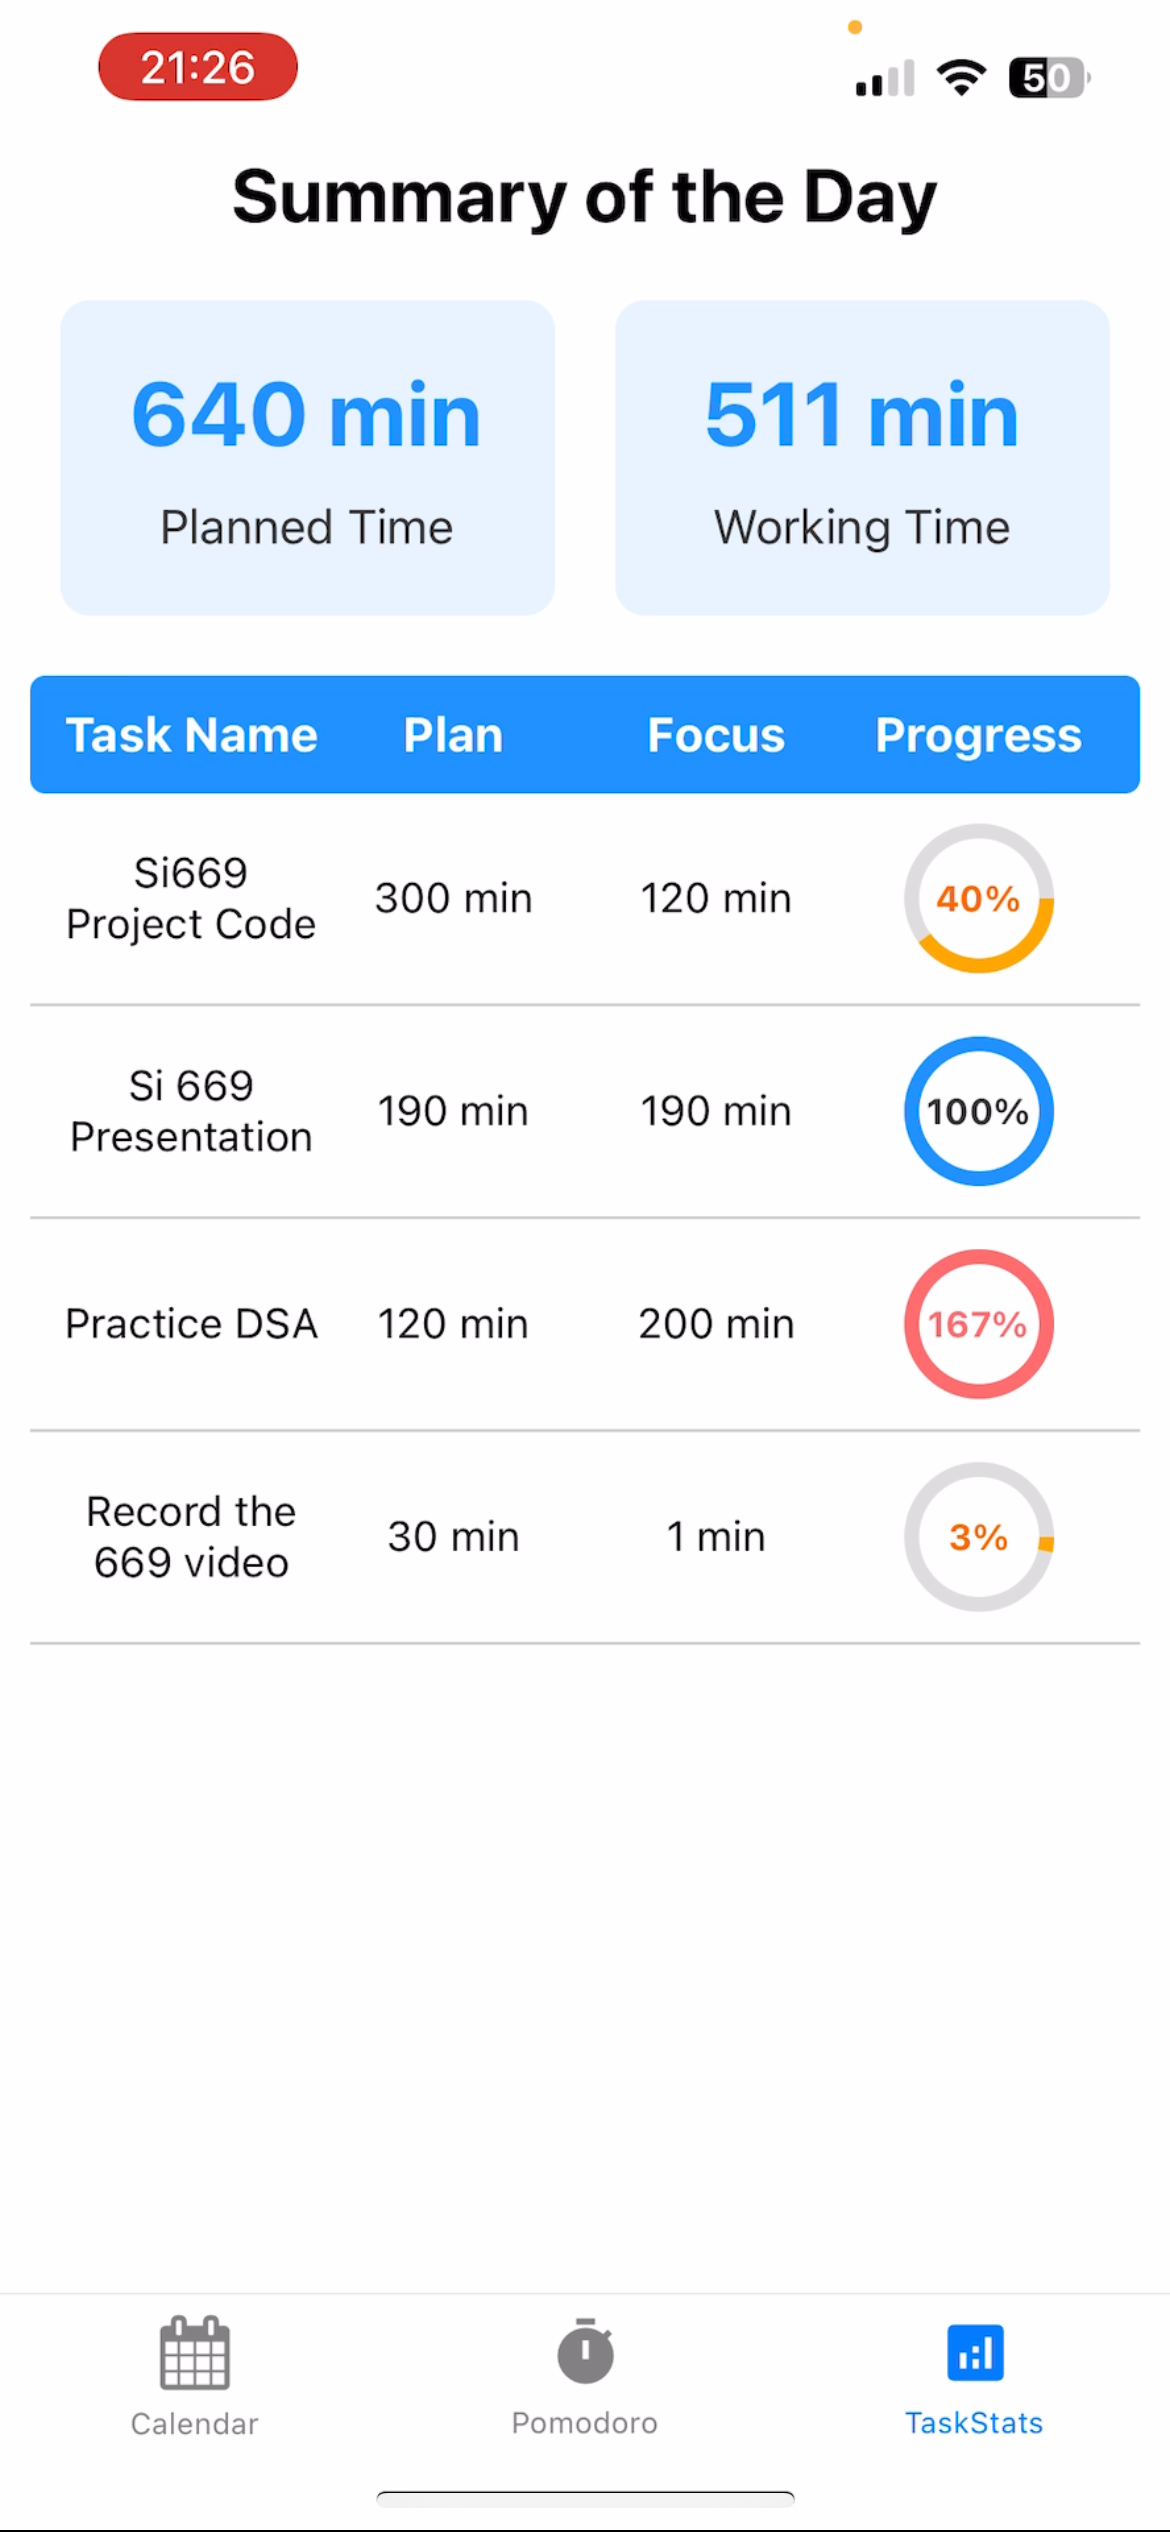 21:26
50
Summary of the Day
640 min
Planned Time
511 min
Working Time
Task Name Plan Focus Progress
Si669
Project Code
300 min 120 min 40%
Si 669
Presentation
190 min 190 min 100%
Practice DSA 120 min 200 min 167%
Record the
669 video
30 min 1 min 3%
Calendar Pomodoro TaskStats